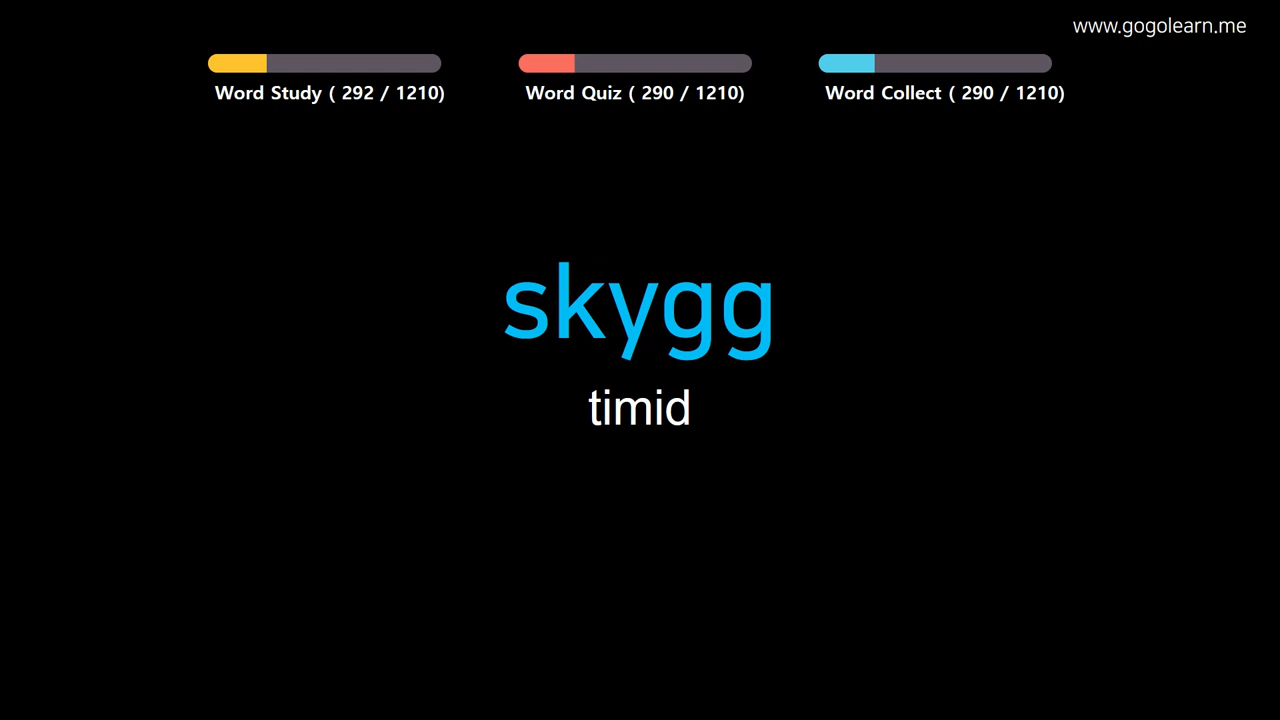 www.gogolearn.me
Word Study ( 292 / 1210)
Word Quiz ( 290 / 1210)
Word Collect ( 290 / 1210)
skygg
timid